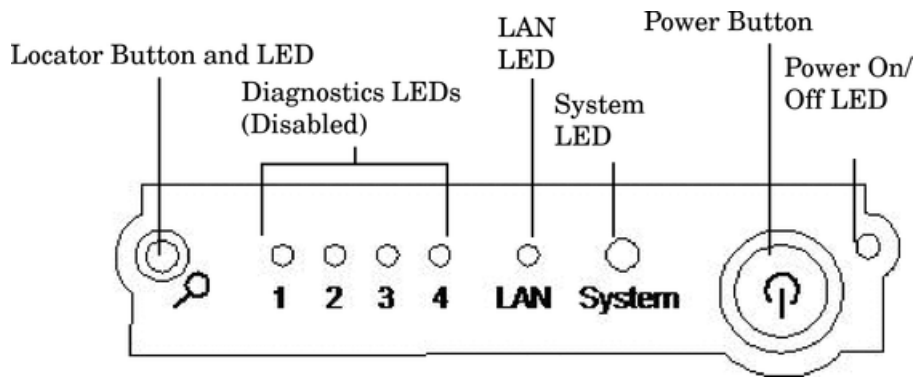 Locator Button and LED
Diagnostics LEDs
(Disabled)
LAN
LED
System
LED
Power Button
Power On/
Off LED
1 2 3 4 LAN System